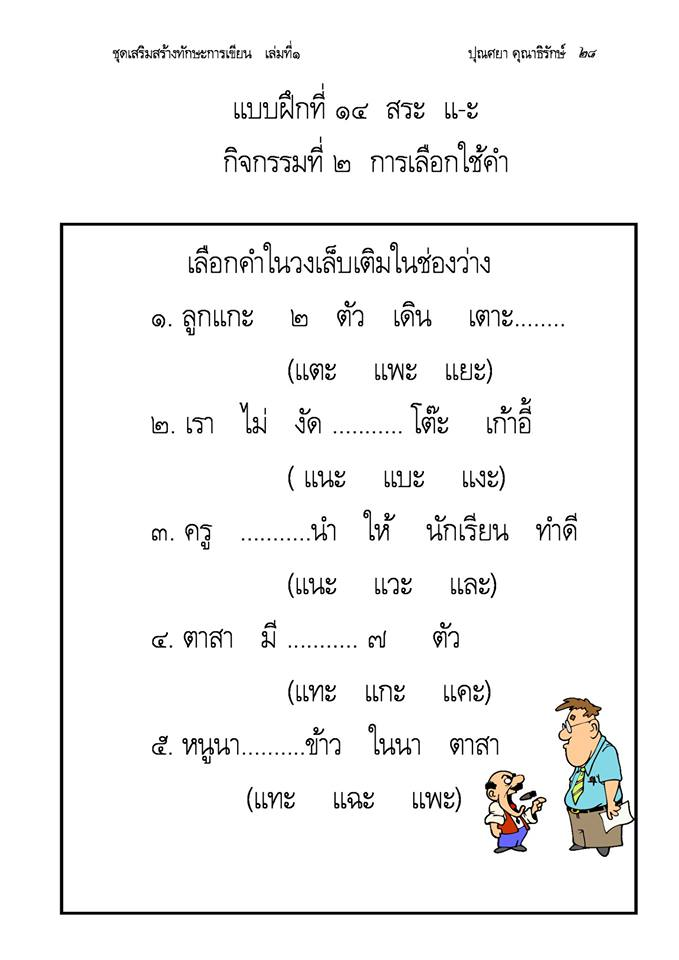 ชุดเสริมสร้างทักษะการเขียน เล่มที่๑ ปุณศยา คุณาธิรักษ์ ๒๘
แบบฝึกที่ ๑๔ สระ แ-ะ
กิจกรรมที่ ๒ การเลือกใช้คำ
เลือกคำในวงเล็บเติมในช่องว่าง
๑. ลูกแกะ ๒ ตัว เดิน เตาะ........
(แตะ แพะ แยะ)
๒. เรา ไม่ งัด ........... โต๊ะ เก้าอี้
( แนะ แบะ แงะ)
๓. ครู ...........นำ ให้ นักเรียน ทำดี
(แนะ แวะ และ)
๔. ตาสา มี ........... ๗ ตัว
(แทะ แกะ แคะ)
๕. หนูนา..........ข้าว ในนา ตาสา
(แทะ แฉะ แพะ)